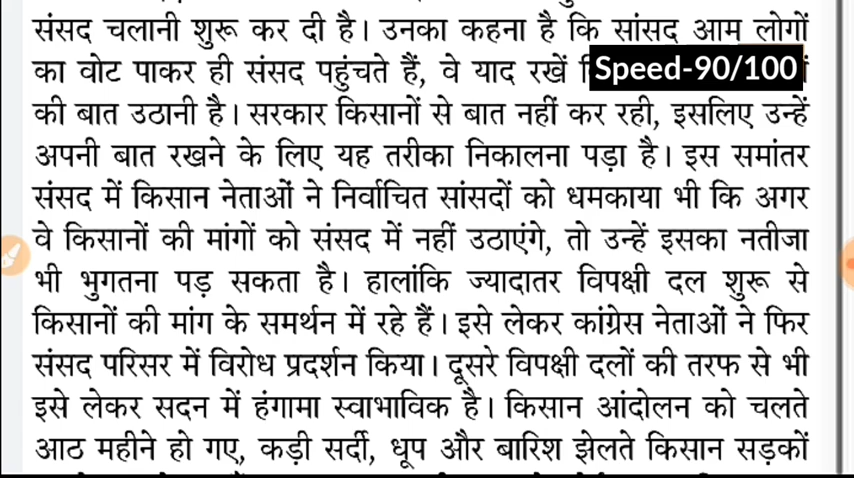 संसद चलानी शुरू कर दी है। उनका कहना है कि सांसद आम लोगों
का वोट पाकर ही संसद पहुंचते हैं, वे याद रखें
Speed-90/100
की बात उठानी है। सरकार किसानों से बात नहीं कर रही, इसलिए उन्हें
अपनी बात रखने के लिए यह तरीका निकालना पड़ा है। इस समांतर
संसद में किसान नेताओं ने निर्वाचित सांसदों को धमकाया भी कि अगर
वे किसानों की मांगों को संसद में नहीं उठाएंगे, तो उन्हें इसका नतीजा
भी भुगतना पड़ सकता है। हालांकि ज्यादातर विपक्षी दल शुरू से
किसानों की मांग के समर्थन में रहे हैं। इसे लेकर कांग्रेस नेताओं ने फिर
संसद परिसर में विरोध प्रदर्शन किया। दूसरे विपक्षी दलों की तरफ से भी
इसे लेकर सदन में हंगामा स्वाभाविक है। किसान आंदोलन को चलते
आठ महीने हो गए, कड़ी सर्दी, धूप और बारिश झेलते किसान सड़कों